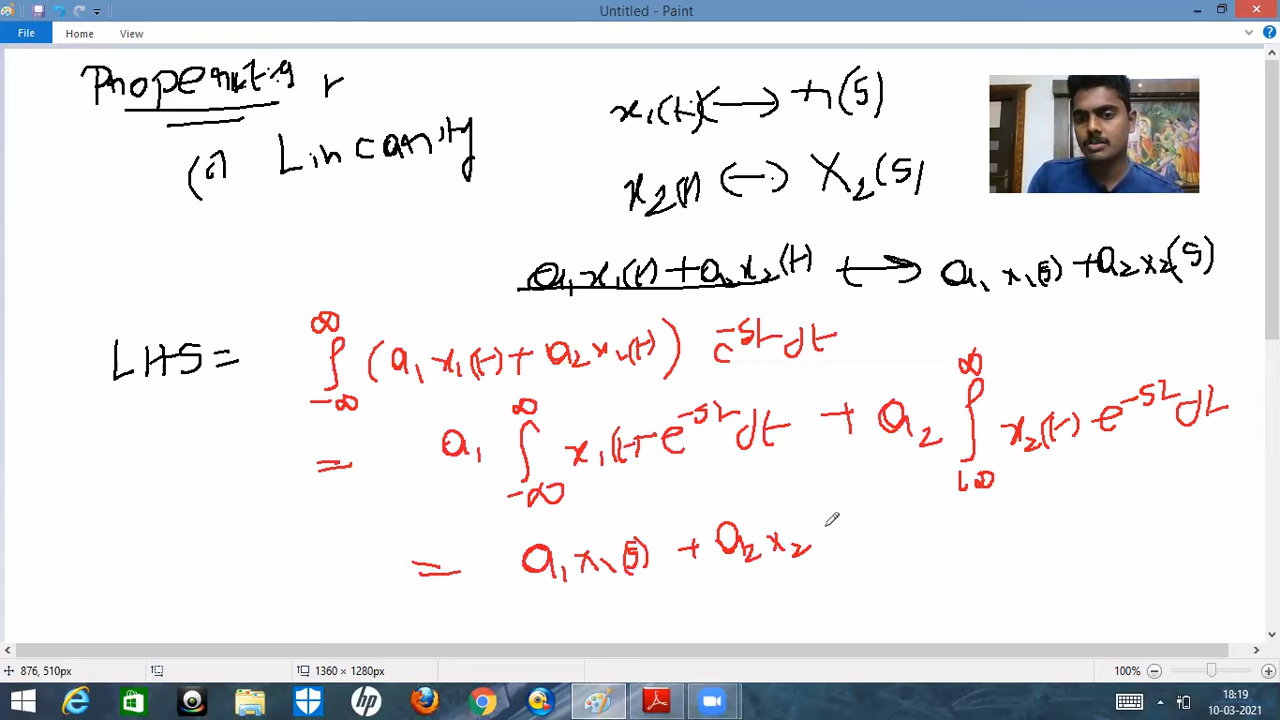 Untitled - Paint
File Home View
Properties
(1) Linearity
x₁(t) ⟷ X₁(s)
x₂(t) ⟷ X₂(s)
a₁x₁(t) + a₂x₂(t) ⟷ a₁x₁(s) + a₂x₂(s)
LHS = ∫_{-∞}^{∞} (a₁x₁(t) + a₂x₂(t)) e^{-st} dt
= a₁ ∫_{-∞}^{∞} x₁(t) e^{-st} dt + a₂ ∫_{-∞}^{∞} x₂(t) e^{-st} dt
= a₁x₁(s) + a₂x₂
876, 510px 1360 × 1280px 100%
18:19
10-03-2021